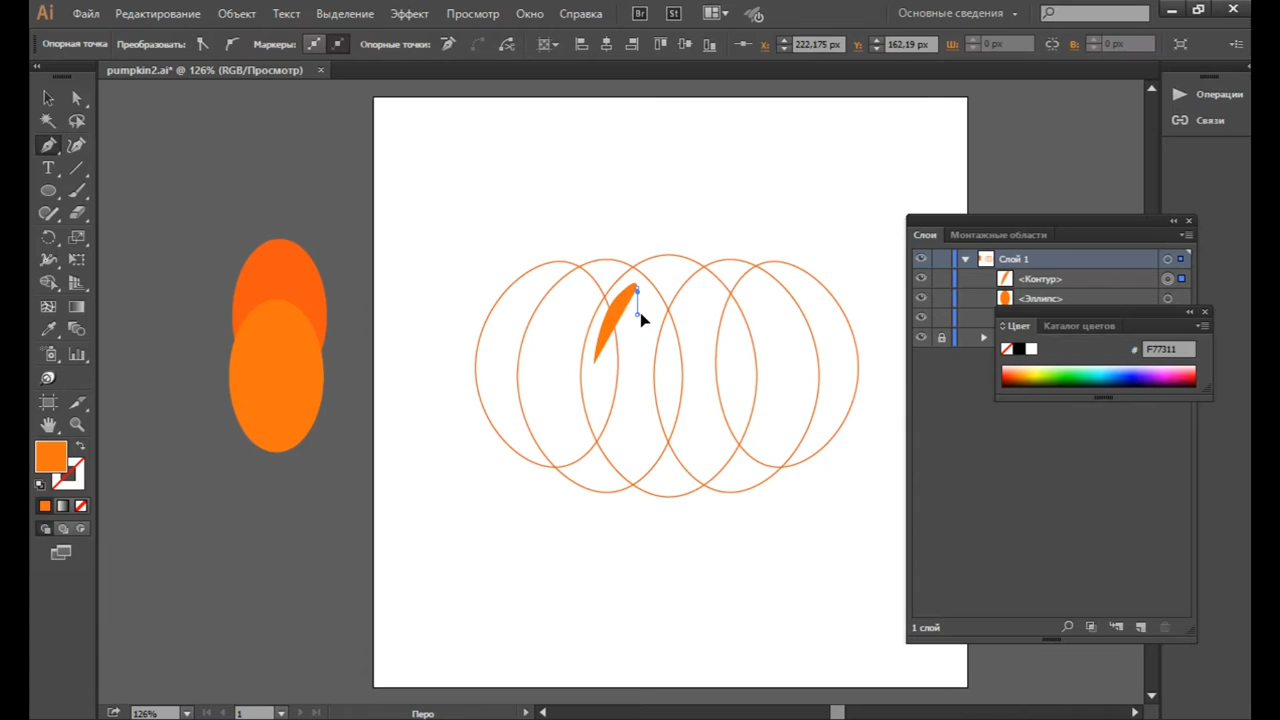 Ai Файл Редактирование Объект Текст Выделение Эффект Просмотр Окно Справка Br St Основные сведения
Опорная точка Преобразовать: Маркеры: Опорные точки: X: 222.175 px Y: 162,19 px Ш: 0 px В: 0 px
pumpkin2.ai* @ 126% (RGB/Просмотр)
Операции
Связи
Слои Монтажные области
Слой 1
<Контур>
<Эллипс>
Цвет Каталог цветов
# F77311
1 слой
126% 1 Перо